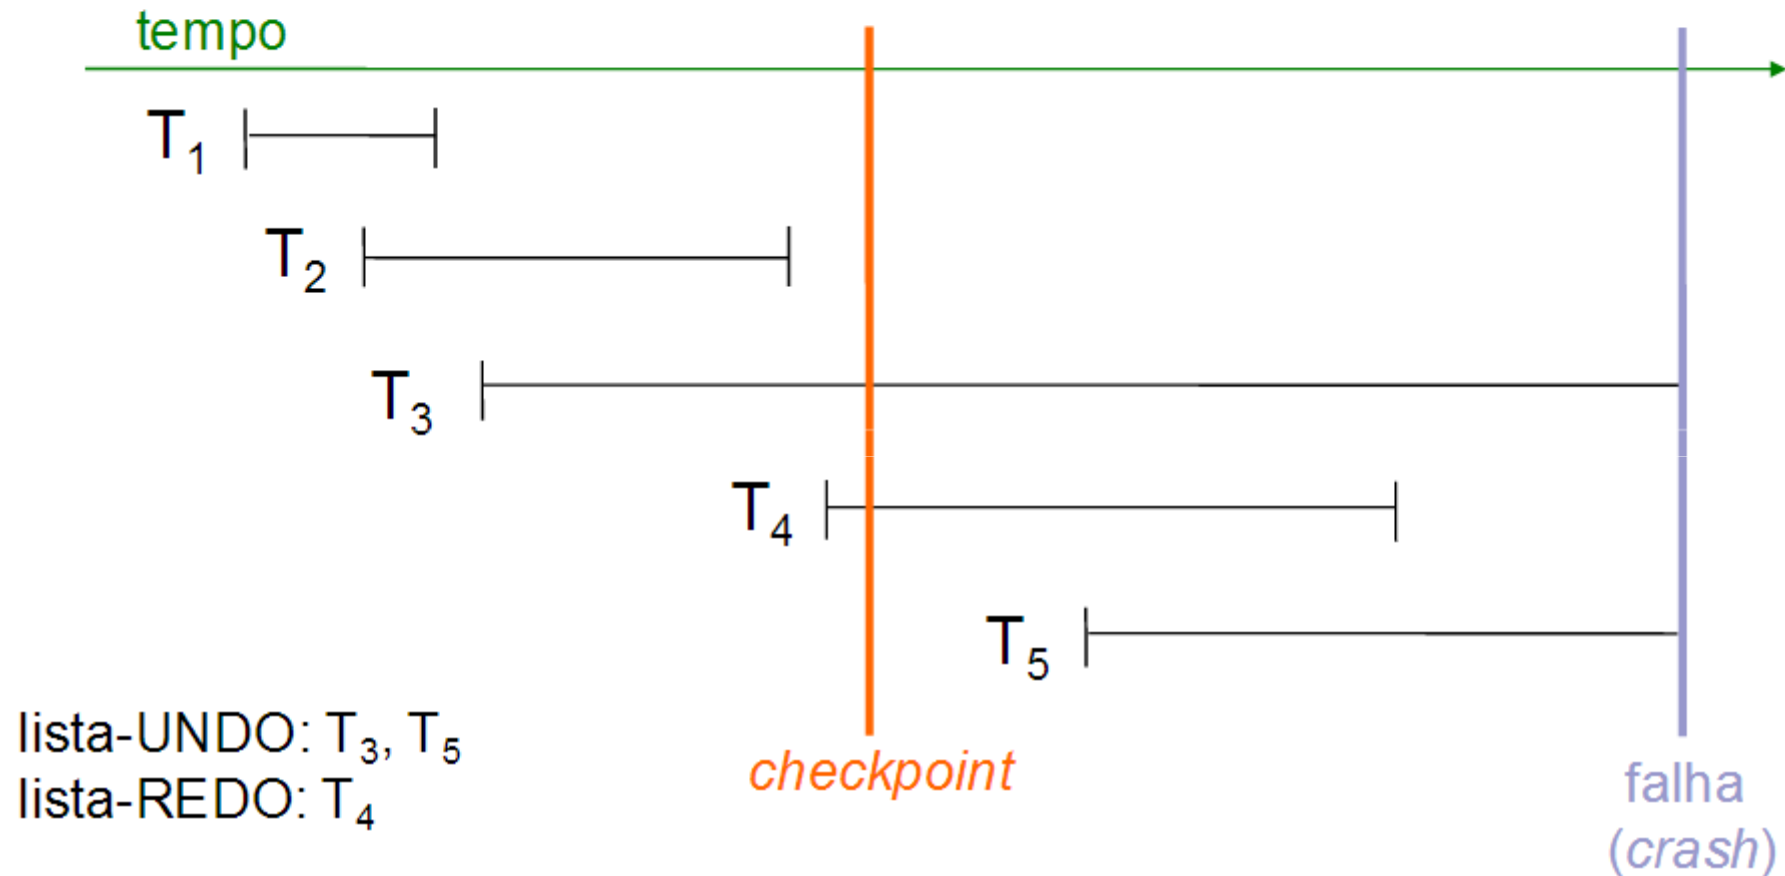 tempo
T₁
T₂
T₃
T₄
T₅
lista-UNDO: T₃, T₅
lista-REDO: T₄
checkpoint
falha
(crash)